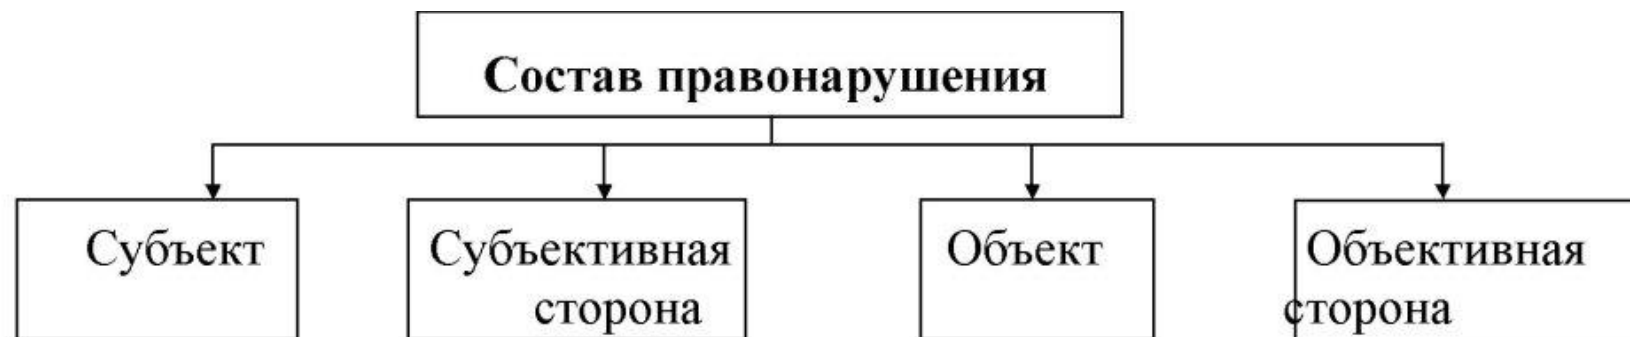 Состав правонарушения
Субъект
Субъективная
сторона
Объект
Объективная
сторона